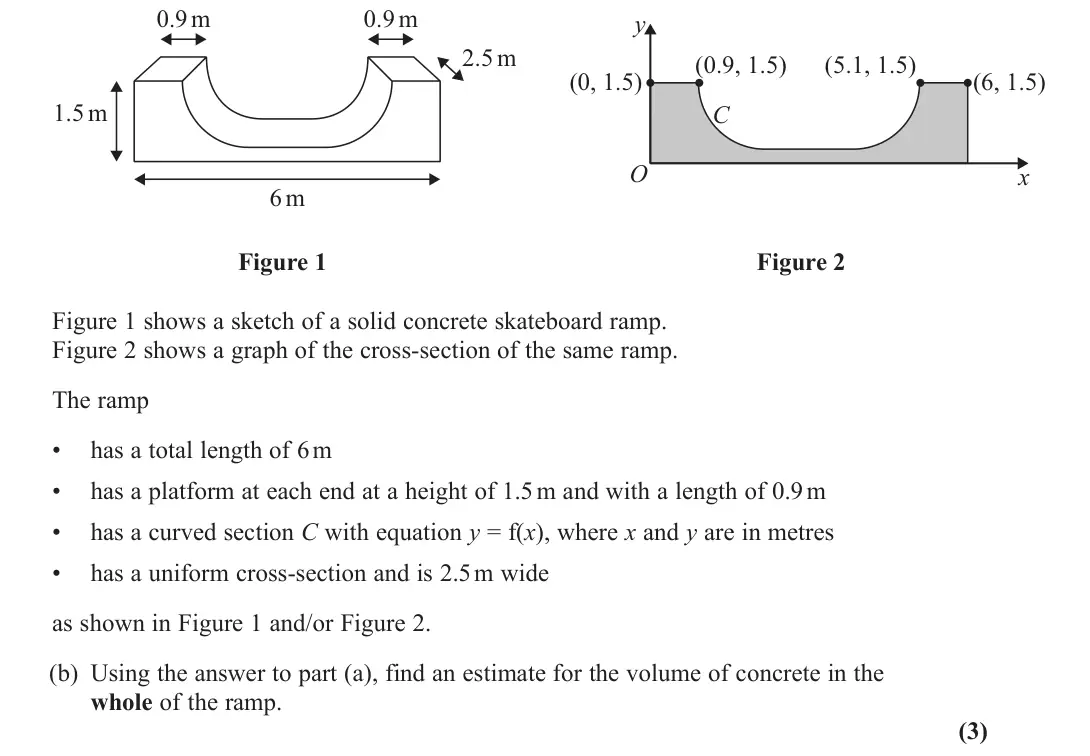 0.9 m
0.9 m
2.5 m
1.5 m
6 m
y
(0.9, 1.5)
(5.1, 1.5)
(0, 1.5)
(6, 1.5)
C
O
x
Figure 1
Figure 2
Figure 1 shows a sketch of a solid concrete skateboard ramp.
Figure 2 shows a graph of the cross-section of the same ramp.
The ramp
• has a total length of 6 m
• has a platform at each end at a height of 1.5 m and with a length of 0.9 m
• has a curved section C with equation y = f(x), where x and y are in metres
• has a uniform cross-section and is 2.5 m wide
as shown in Figure 1 and/or Figure 2.
(b) Using the answer to part (a), find an estimate for the volume of concrete in the
whole of the ramp.
(3)